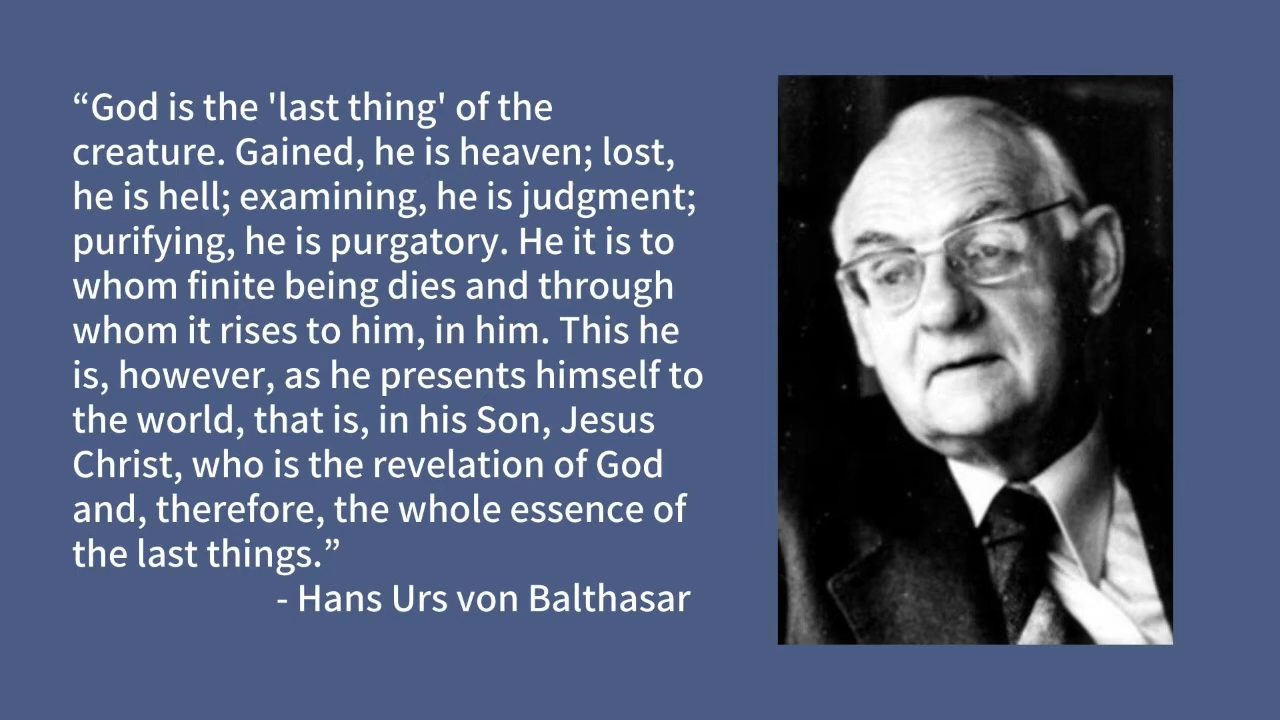 “God is the 'last thing' of the
creature. Gained, he is heaven; lost,
he is hell; examining, he is judgment;
purifying, he is purgatory. He it is to
whom finite being dies and through
whom it rises to him, in him. This he
is, however, as he presents himself to
the world, that is, in his Son, Jesus
Christ, who is the revelation of God
and, therefore, the whole essence of
the last things.”
- Hans Urs von Balthasar